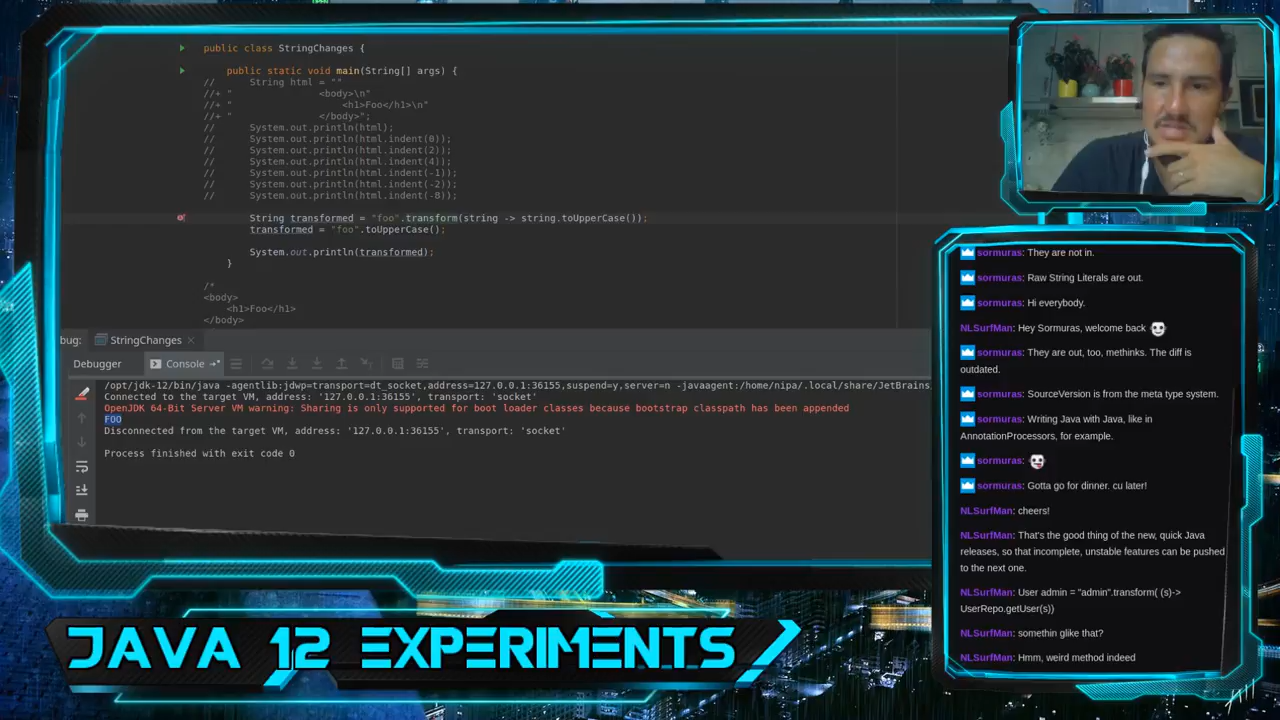 public class StringChanges {
public static void main(String[] args) {
// String html = ""
//+ " <body>\n"
//+ " <h1>Foo</h1>\n"
//+ " </body>";
// System.out.println(html);
// System.out.println(html.indent(0));
// System.out.println(html.indent(2));
// System.out.println(html.indent(4));
// System.out.println(html.indent(-1));
// System.out.println(html.indent(-2));
// System.out.println(html.indent(-8));
String transformed = "foo".transform(string -> string.toUpperCase());
transformed = "foo".toUpperCase();
System.out.println(transformed);
}
/*
<body>
<h1>Foo</h1>
</body>
bug: StringChanges
Debugger Console
/opt/jdk-12/bin/java -agentlib:jdwp=transport=dt_socket,address=127.0.0.1:36155,suspend=y,server=n -javaagent:/home/nipa/.local/share/JetBrains/
Connected to the target VM, address: '127.0.0.1:36155', transport: 'socket'
OpenJDK 64-Bit Server VM warning: Sharing is only supported for boot loader classes because bootstrap classpath has been appended
FOO
Disconnected from the target VM, address: '127.0.0.1:36155', transport: 'socket'
Process finished with exit code 0
sormuras: They are not in.
sormuras: Raw String Literals are out.
sormuras: Hi everybody.
NLSurfMan: Hey Sormuras, welcome back
sormuras: They are out, too, methinks. The diff is
outdated.
sormuras: SourceVersion is from the meta type system.
sormuras: Writing Java with Java, like in
AnnotationProcessors, for example.
sormuras:
sormuras: Gotta go for dinner. cu later!
NLSurfMan: cheers!
NLSurfMan: That's the good thing of the new, quick Java
releases, so that incomplete, unstable features can be pushed
to the next one.
NLSurfMan: User admin = "admin".transform( (s)->
UserRepo.getUser(s))
NLSurfMan: somethin glike that?
NLSurfMan: Hmm, weird method indeed
JAVA 12 EXPERIMENTS